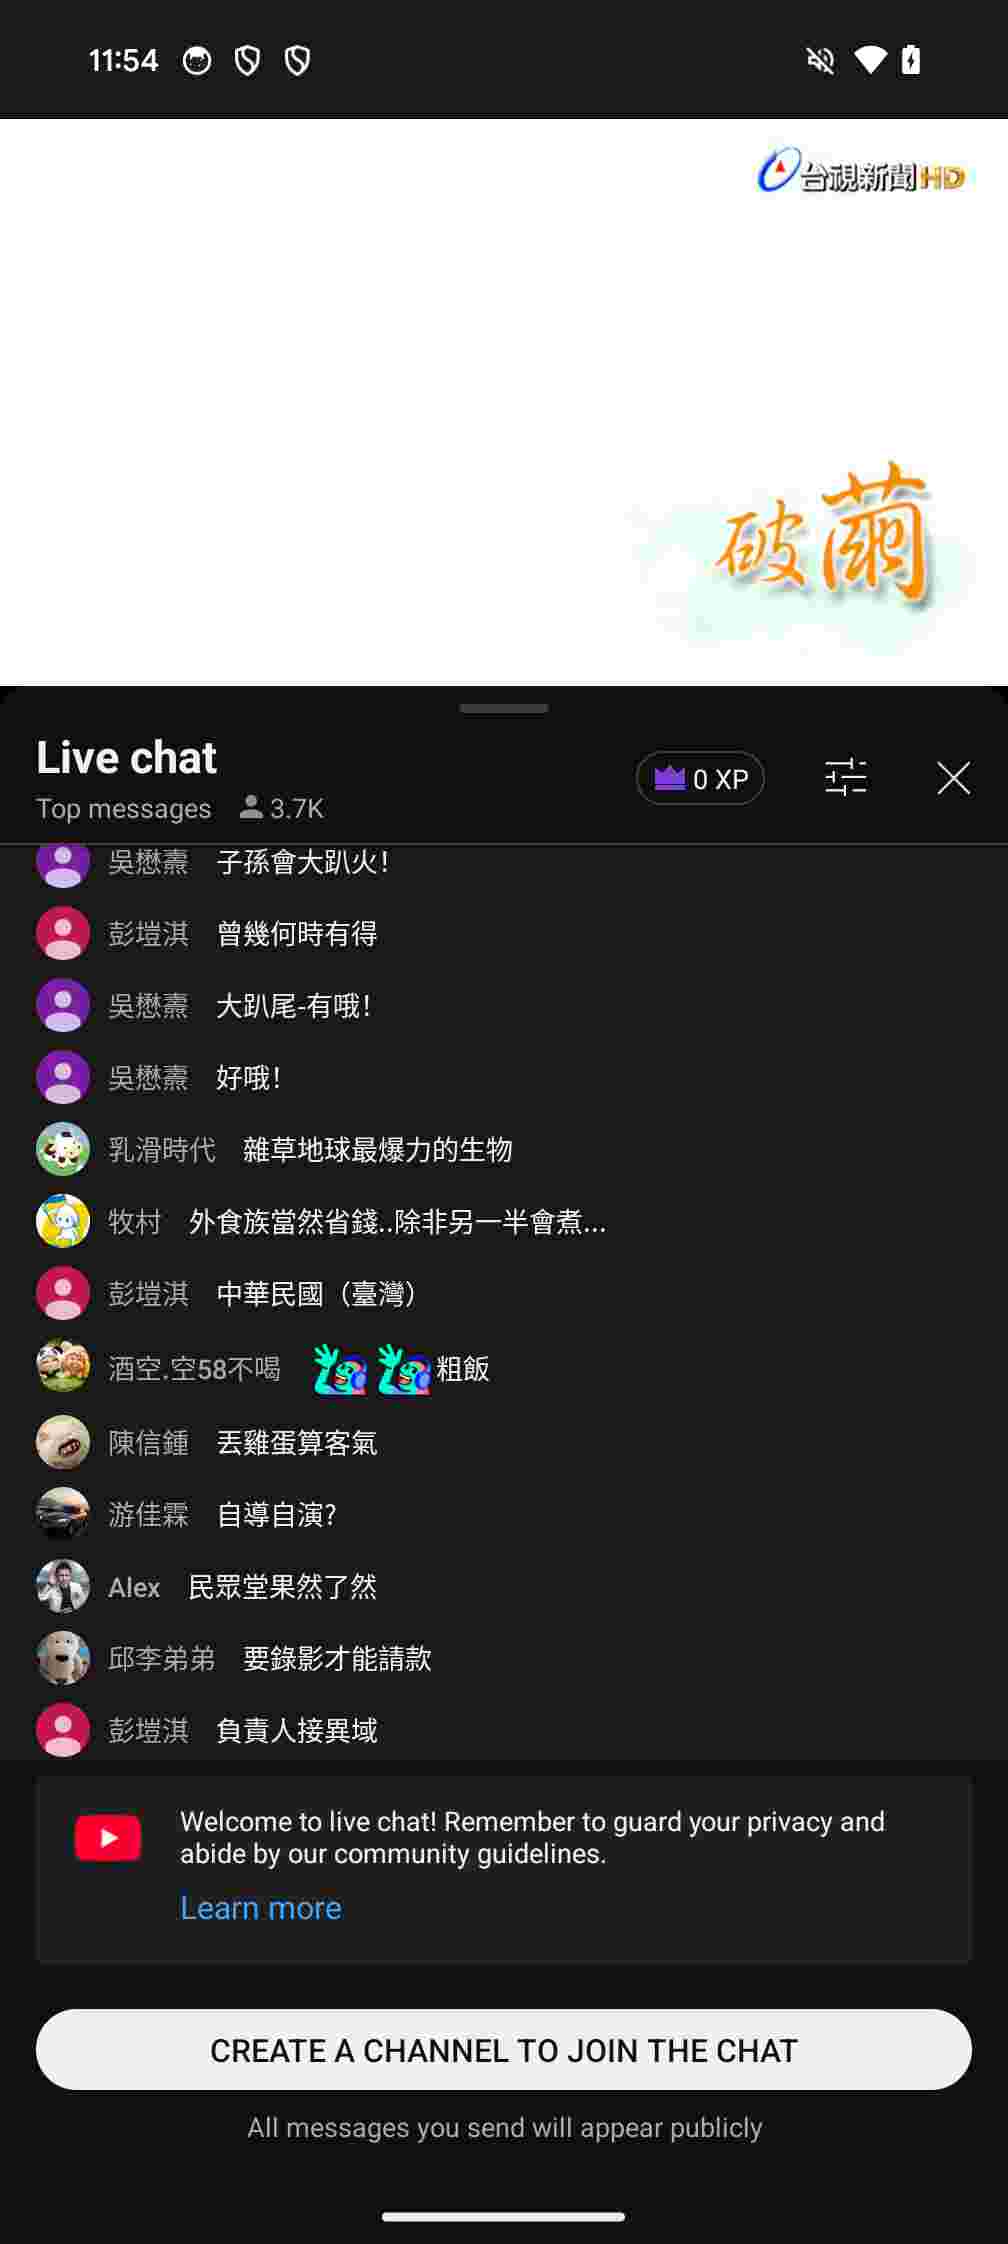 11:54
台視新聞HD
破繭
Live chat
0 XP
Top messages 3.7K
吳懋燾 子孫會大趴火!
彭塏淇 曾幾何時有得
吳懋燾 大趴尾-有哦!
吳懋燾 好哦!
乳滑時代 雜草地球最爆力的生物
牧村 外食族當然省錢..除非另一半會煮...
彭塏淇 中華民國（臺灣）
酒空.空58不喝 粗飯
陳信鍾 丟雞蛋算客氣
游佳霖 自導自演?
Alex 民眾堂果然了然
邱李弟弟 要錄影才能請款
彭塏淇 負責人接異域
Welcome to live chat! Remember to guard your privacy and
abide by our community guidelines.
Learn more
CREATE A CHANNEL TO JOIN THE CHAT
All messages you send will appear publicly